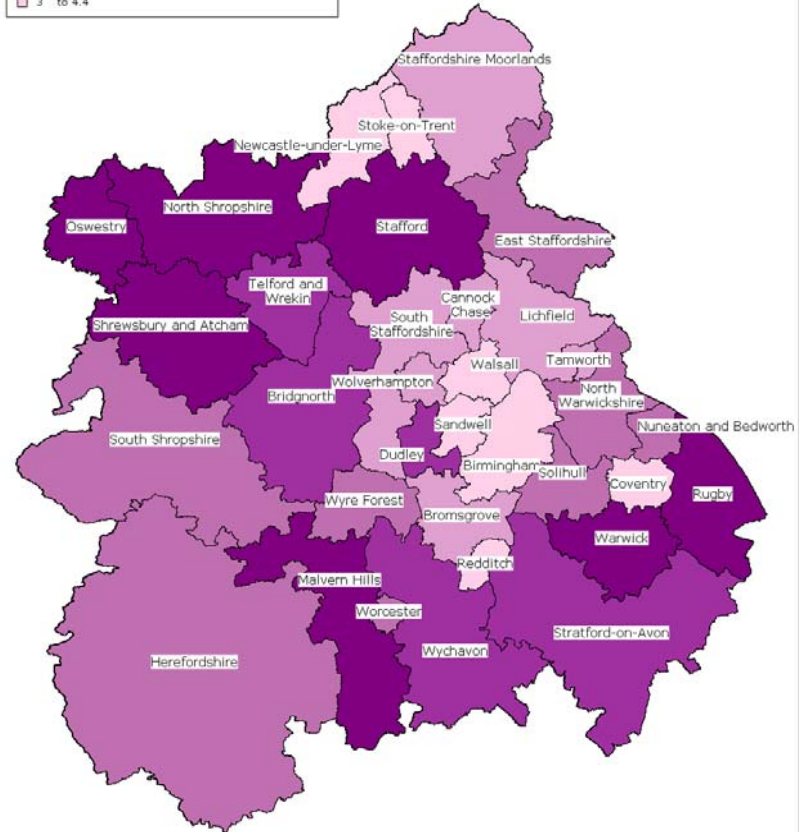 3 to 4.4
Staffordshire Moorlands
Stoke-on-Trent
Newcastle-under-Lyme
North Shropshire
Oswestry
Stafford
East Staffordshire
Telford and
Wrekin
Cannock
Chase
South
Staffordshire
Lichfield
Shrewsbury and Atcham
Walsall
Tamworth
Wolverhampton
Bridgnorth
North
Warwickshire
Sandwell
Nuneaton and Bedworth
South Shropshire
Dudley
Birmingham
Solihull
Coventry
Rugby
Wyre Forest
Bromsgrove
Warwick
Redditch
Malvern Hills
Worcester
Stratford-on-Avon
Wychavon
Herefordshire